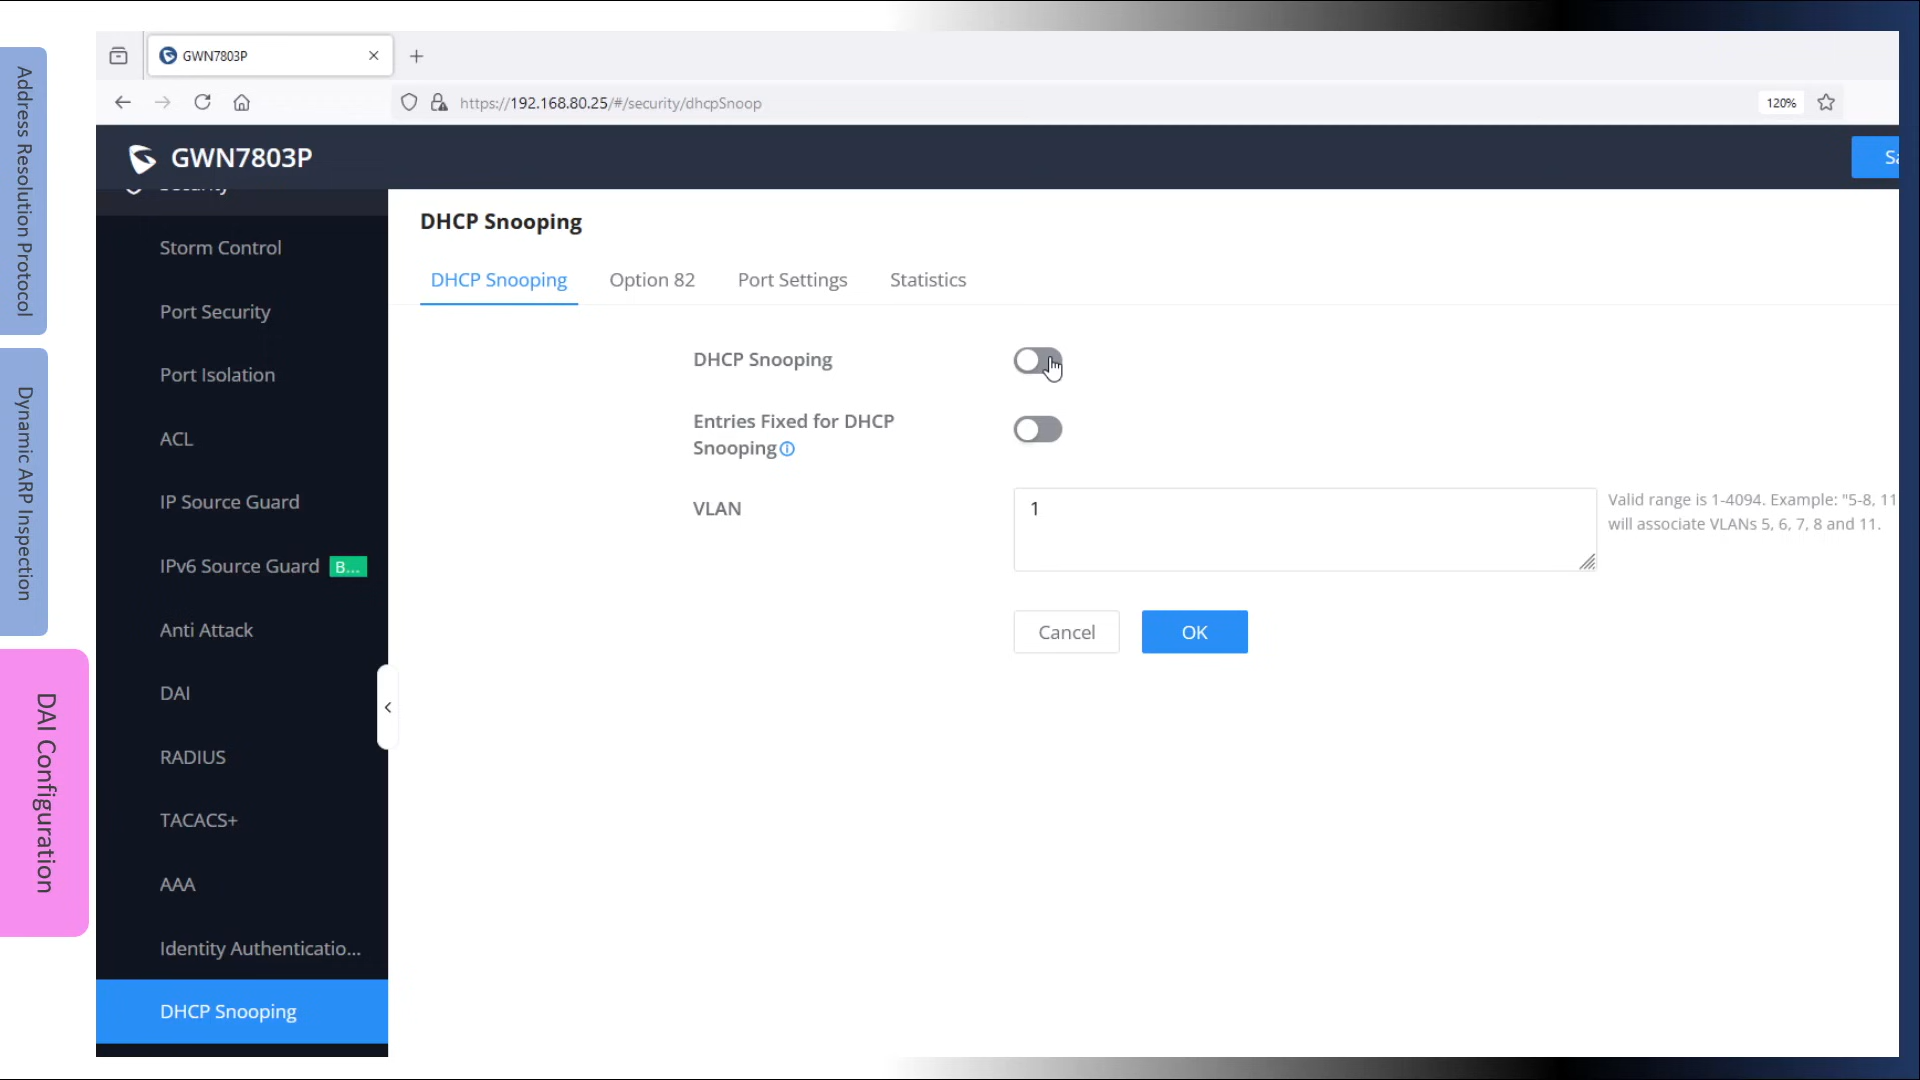 Address Resolution Protocol
Dynamic ARP Inspection
DAI Configuration
GWN7803P
https://192.168.80.25/#/security/dhcpSnoop
120%
GWN7803P
Security
Storm Control
Port Security
Port Isolation
ACL
IP Source Guard
IPv6 Source Guard B...
Anti Attack
DAI
RADIUS
TACACS+
AAA
Identity Authenticatio...
DHCP Snooping
DHCP Snooping
DHCP Snooping Option 82 Port Settings Statistics
DHCP Snooping
Entries Fixed for DHCP
Snooping
VLAN
1
Valid range is 1-4094. Example: "5-8, 11
will associate VLANs 5, 6, 7, 8 and 11.
Cancel OK